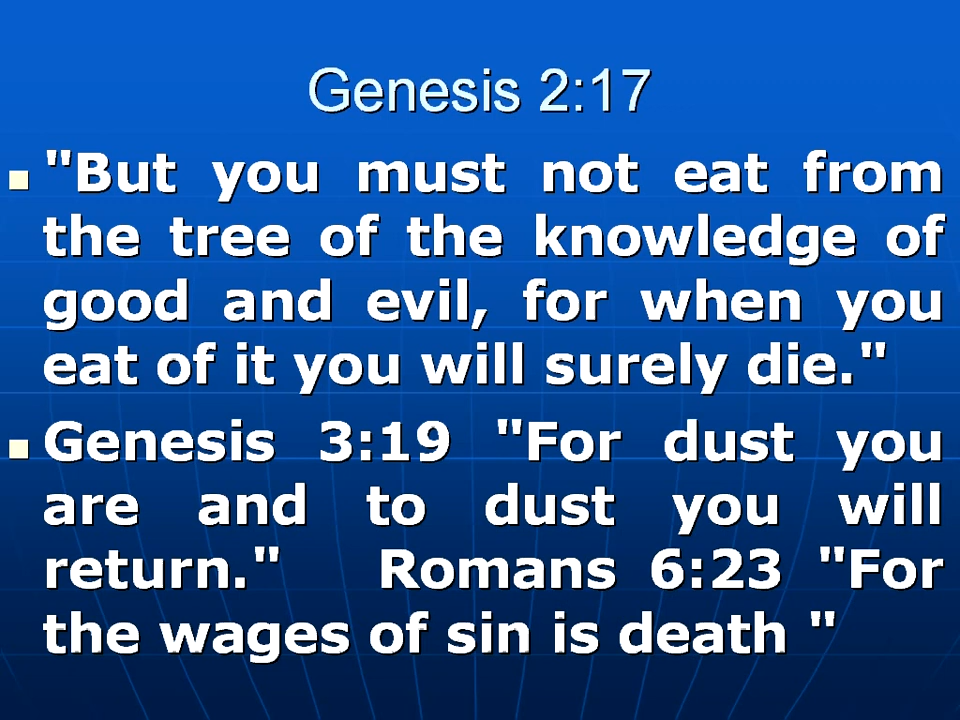 Genesis 2:17
"But you must not eat from
the tree of the knowledge of
good and evil, for when you
eat of it you will surely die."
Genesis 3:19 "For dust you
are and to dust you will
return." Romans 6:23 "For
the wages of sin is death "